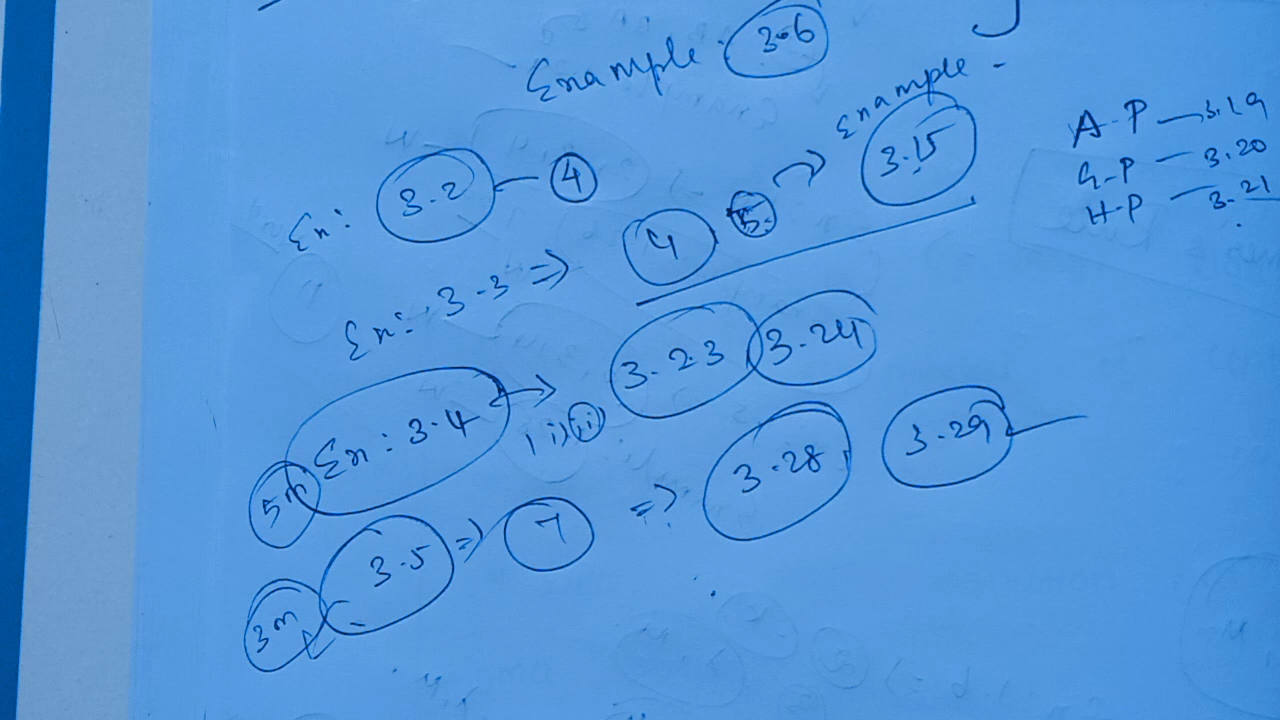 Example 3.6
Ex: 3.2 - 4
Ex: 3.3 ⇒ 4 5. → Example - 3.15
A.P - 3.19
G.P - 3.20
H.P - 3.21
5m Ex: 3.4 → 1 i) ii) 3.23 3.24
3m 3.5 ⇒ 7 ⇒ 3.28 3.29